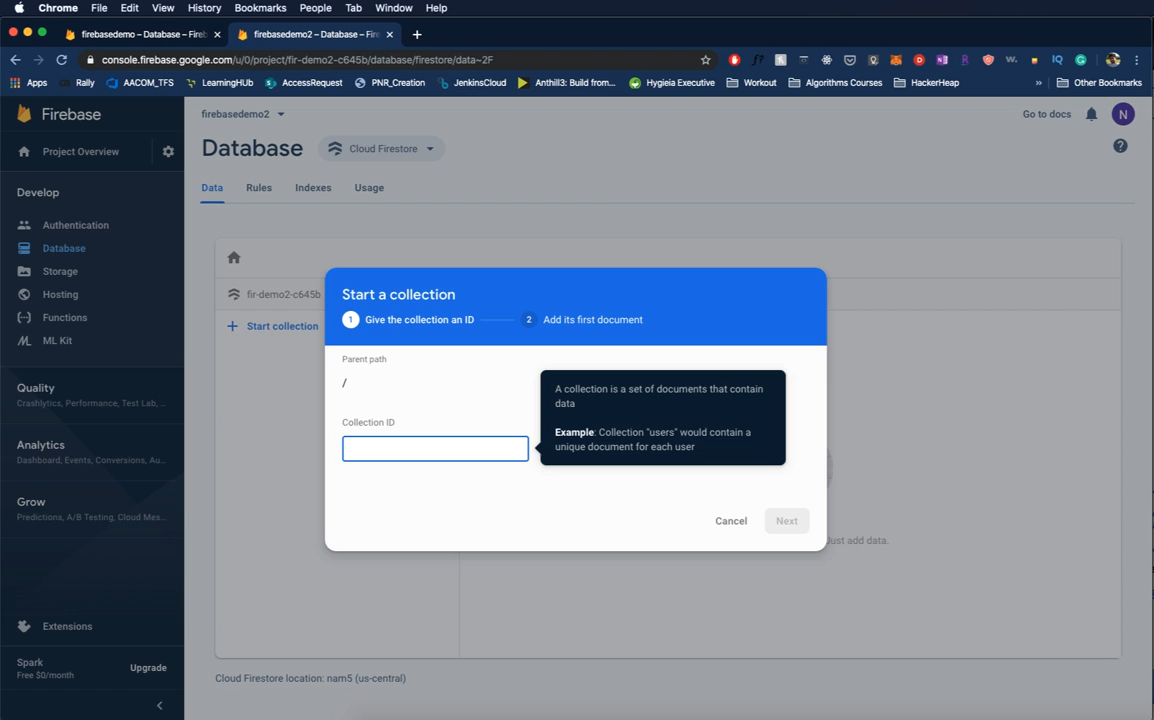 Chrome File Edit View History Bookmarks People Tab Window Help
firebasedemo – Database – Fire
firebasedemo2 – Database – Fire
console.firebase.google.com/u/0/project/fir-demo2-c645b/database/firestore/data~2F
Apps Rally AACOM_TFS LearningHUb AccessRequest PNR_Creation JenkinsCloud Anthill3: Build from... Hygieia Executive Workout Algorithms Courses HackerHeap » Other Bookmarks
Firebase
firebasedemo2
Go to docs
N
Project Overview
Database
Cloud Firestore
Develop
Data Rules Indexes Usage
Authentication
Database
Storage
Hosting
Functions
ML Kit
fir-demo2-c645b
Start collection
Start a collection
1 Give the collection an ID
2 Add its first document
Parent path
/
Collection ID
A collection is a set of documents that contain
data
Example: Collection "users" would contain a
unique document for each user
Cancel Next
Just add data.
Quality
Crashlytics, Performance, Test Lab, ...
Analytics
Dashboard, Events, Conversions, Au...
Grow
Predictions, A/B Testing, Cloud Mes...
Extensions
Spark
Free $0/month
Upgrade
Cloud Firestore location: nam5 (us-central)